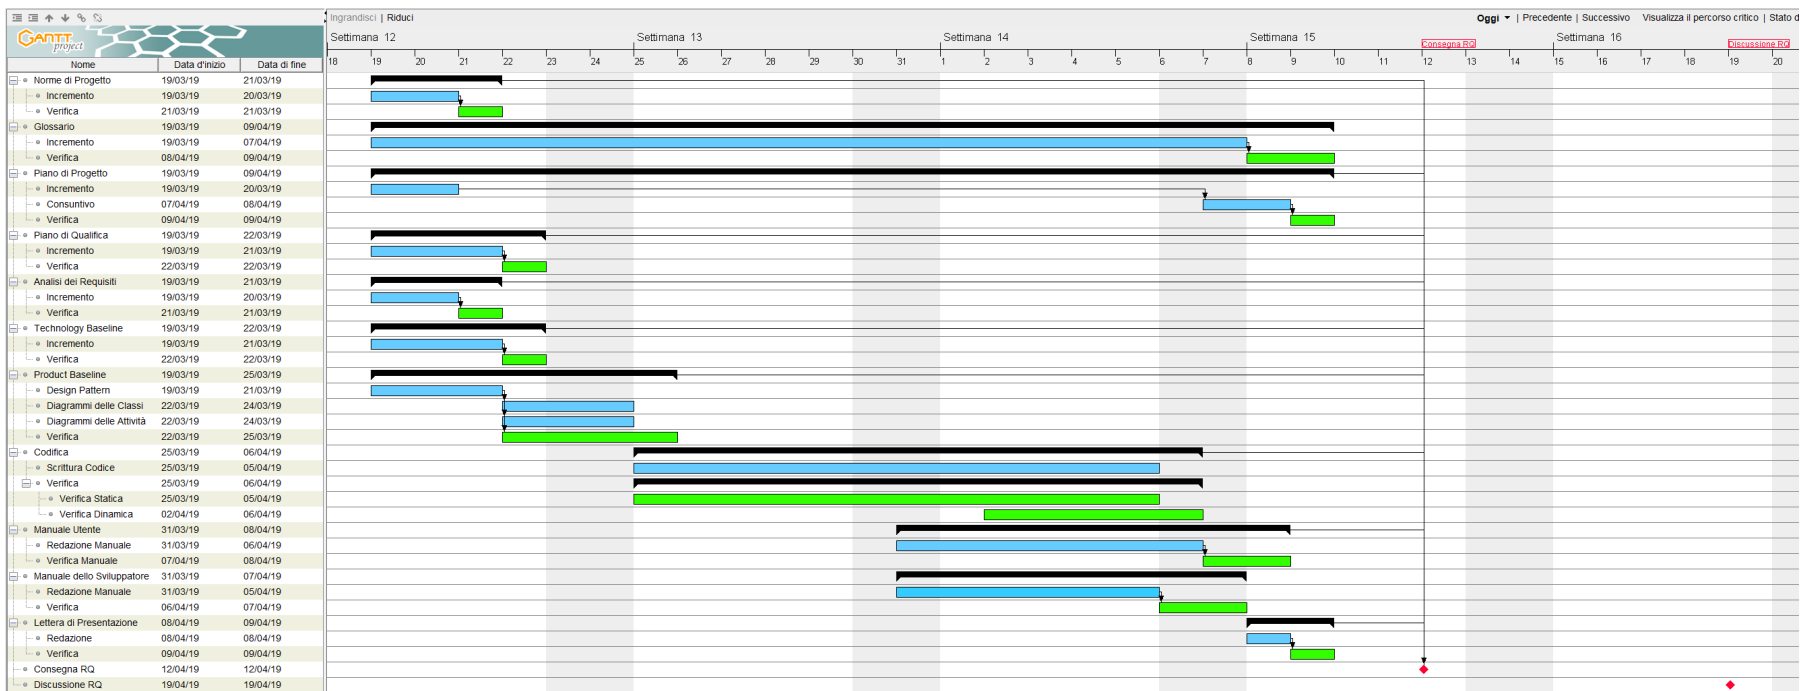 Ingrandisci | Riduci
Oggi | Precedente | Successivo Visualizza il percorso critico | Stato d
GANTT project
Settimana 12 Settimana 13 Settimana 14 Settimana 15 Settimana 16
Consegna RQ Discussione RQ
Nome Data d'inizio Data di fine
18 19 20 21 22 23 24 25 26 27 28 29 30 31 1 2 3 4 5 6 7 8 9 10 11 12 13 14 15 16 17 18 19 20
Norme di Progetto 19/03/19 21/03/19
Incremento 19/03/19 20/03/19
Verifica 21/03/19 21/03/19
Glossario 19/03/19 09/04/19
Incremento 19/03/19 07/04/19
Verifica 08/04/19 09/04/19
Piano di Progetto 19/03/19 09/04/19
Incremento 19/03/19 20/03/19
Consuntivo 07/04/19 08/04/19
Verifica 09/04/19 09/04/19
Piano di Qualifica 19/03/19 22/03/19
Incremento 19/03/19 21/03/19
Verifica 22/03/19 22/03/19
Analisi dei Requisiti 19/03/19 21/03/19
Incremento 19/03/19 20/03/19
Verifica 21/03/19 21/03/19
Technology Baseline 19/03/19 22/03/19
Incremento 19/03/19 21/03/19
Verifica 22/03/19 22/03/19
Product Baseline 19/03/19 25/03/19
Design Pattern 19/03/19 21/03/19
Diagrammi delle Classi 22/03/19 24/03/19
Diagrammi delle Attività 22/03/19 24/03/19
Verifica 22/03/19 25/03/19
Codifica 25/03/19 06/04/19
Scrittura Codice 25/03/19 05/04/19
Verifica 25/03/19 06/04/19
Verifica Statica 25/03/19 05/04/19
Verifica Dinamica 02/04/19 06/04/19
Manuale Utente 31/03/19 08/04/19
Redazione Manuale 31/03/19 06/04/19
Verifica Manuale 07/04/19 08/04/19
Manuale dello Sviluppatore 31/03/19 07/04/19
Redazione Manuale 31/03/19 05/04/19
Verifica 06/04/19 07/04/19
Lettera di Presentazione 08/04/19 09/04/19
Redazione 08/04/19 08/04/19
Verifica 09/04/19 09/04/19
Consegna RQ 12/04/19 12/04/19
Discussione RQ 19/04/19 19/04/19